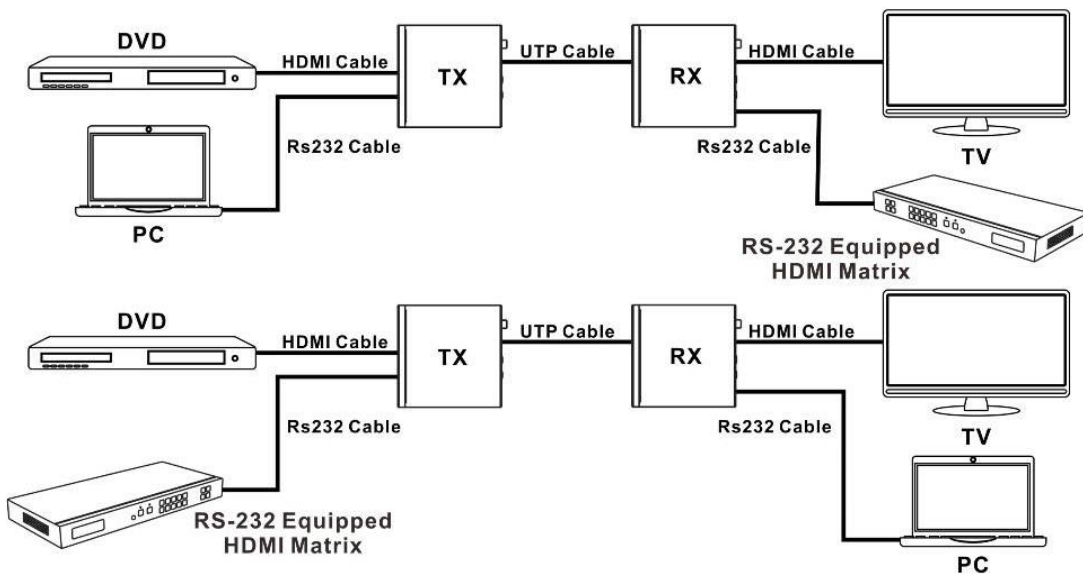 DVD
HDMI Cable
TX
UTP Cable
RX
HDMI Cable
Rs232 Cable
PC
Rs232 Cable
TV
RS-232 Equipped
HDMI Matrix
DVD
HDMI Cable
TX
UTP Cable
RX
HDMI Cable
Rs232 Cable
RS-232 Equipped
HDMI Matrix
Rs232 Cable
TV
PC